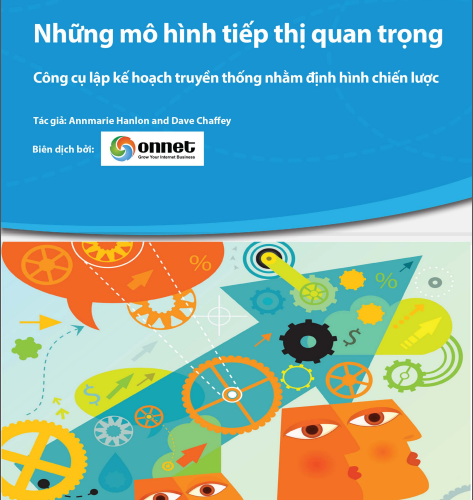 Những mô hình tiếp thị quan trọng
Công cụ lập kế hoạch truyền thống nhằm định hình chiến lược
Tác giả: Annmarie Hanlon and Dave Chaffey
Biên dịch bởi:
onnet
Grow Your Internet Business
%
%
$
$